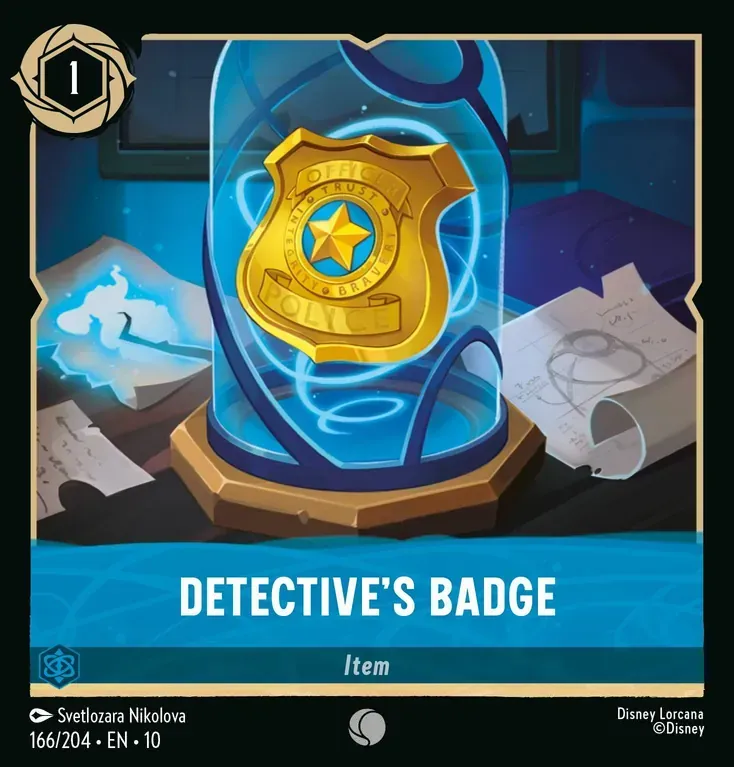 1
OFFICER
TRUST
INTEGRITY
BRAVERY
POLICE
DETECTIVE'S BADGE
Item
Svetlozara Nikolova
Disney Lorcana
166/204 • EN • 10
©Disney